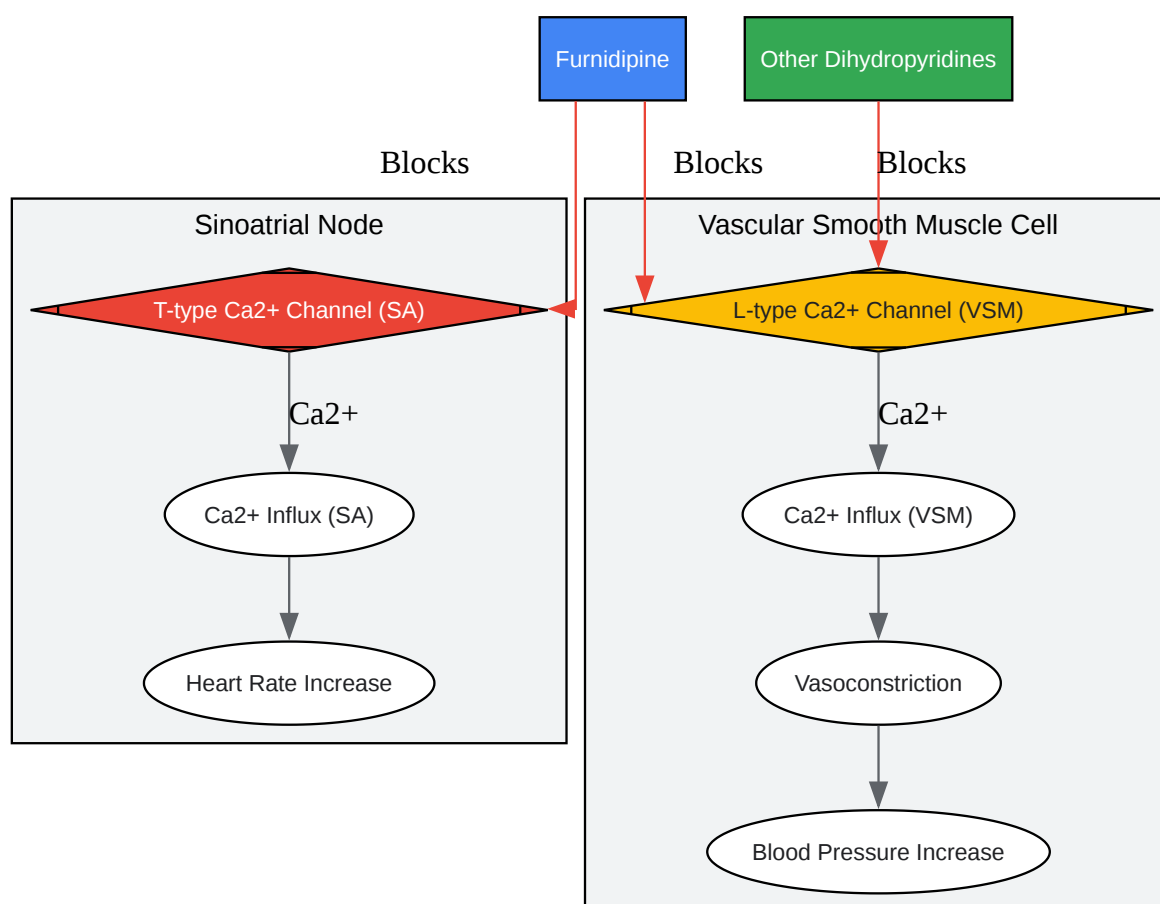 Furnidipine
Other Dihydropyridines
Blocks
Blocks
Blocks
Sinoatrial Node
Vascular Smooth Muscle Cell
T-type Ca2+ Channel (SA)
L-type Ca2+ Channel (VSM)
Ca2+
Ca2+
Ca2+ Influx (SA)
Ca2+ Influx (VSM)
Heart Rate Increase
Vasoconstriction
Blood Pressure Increase